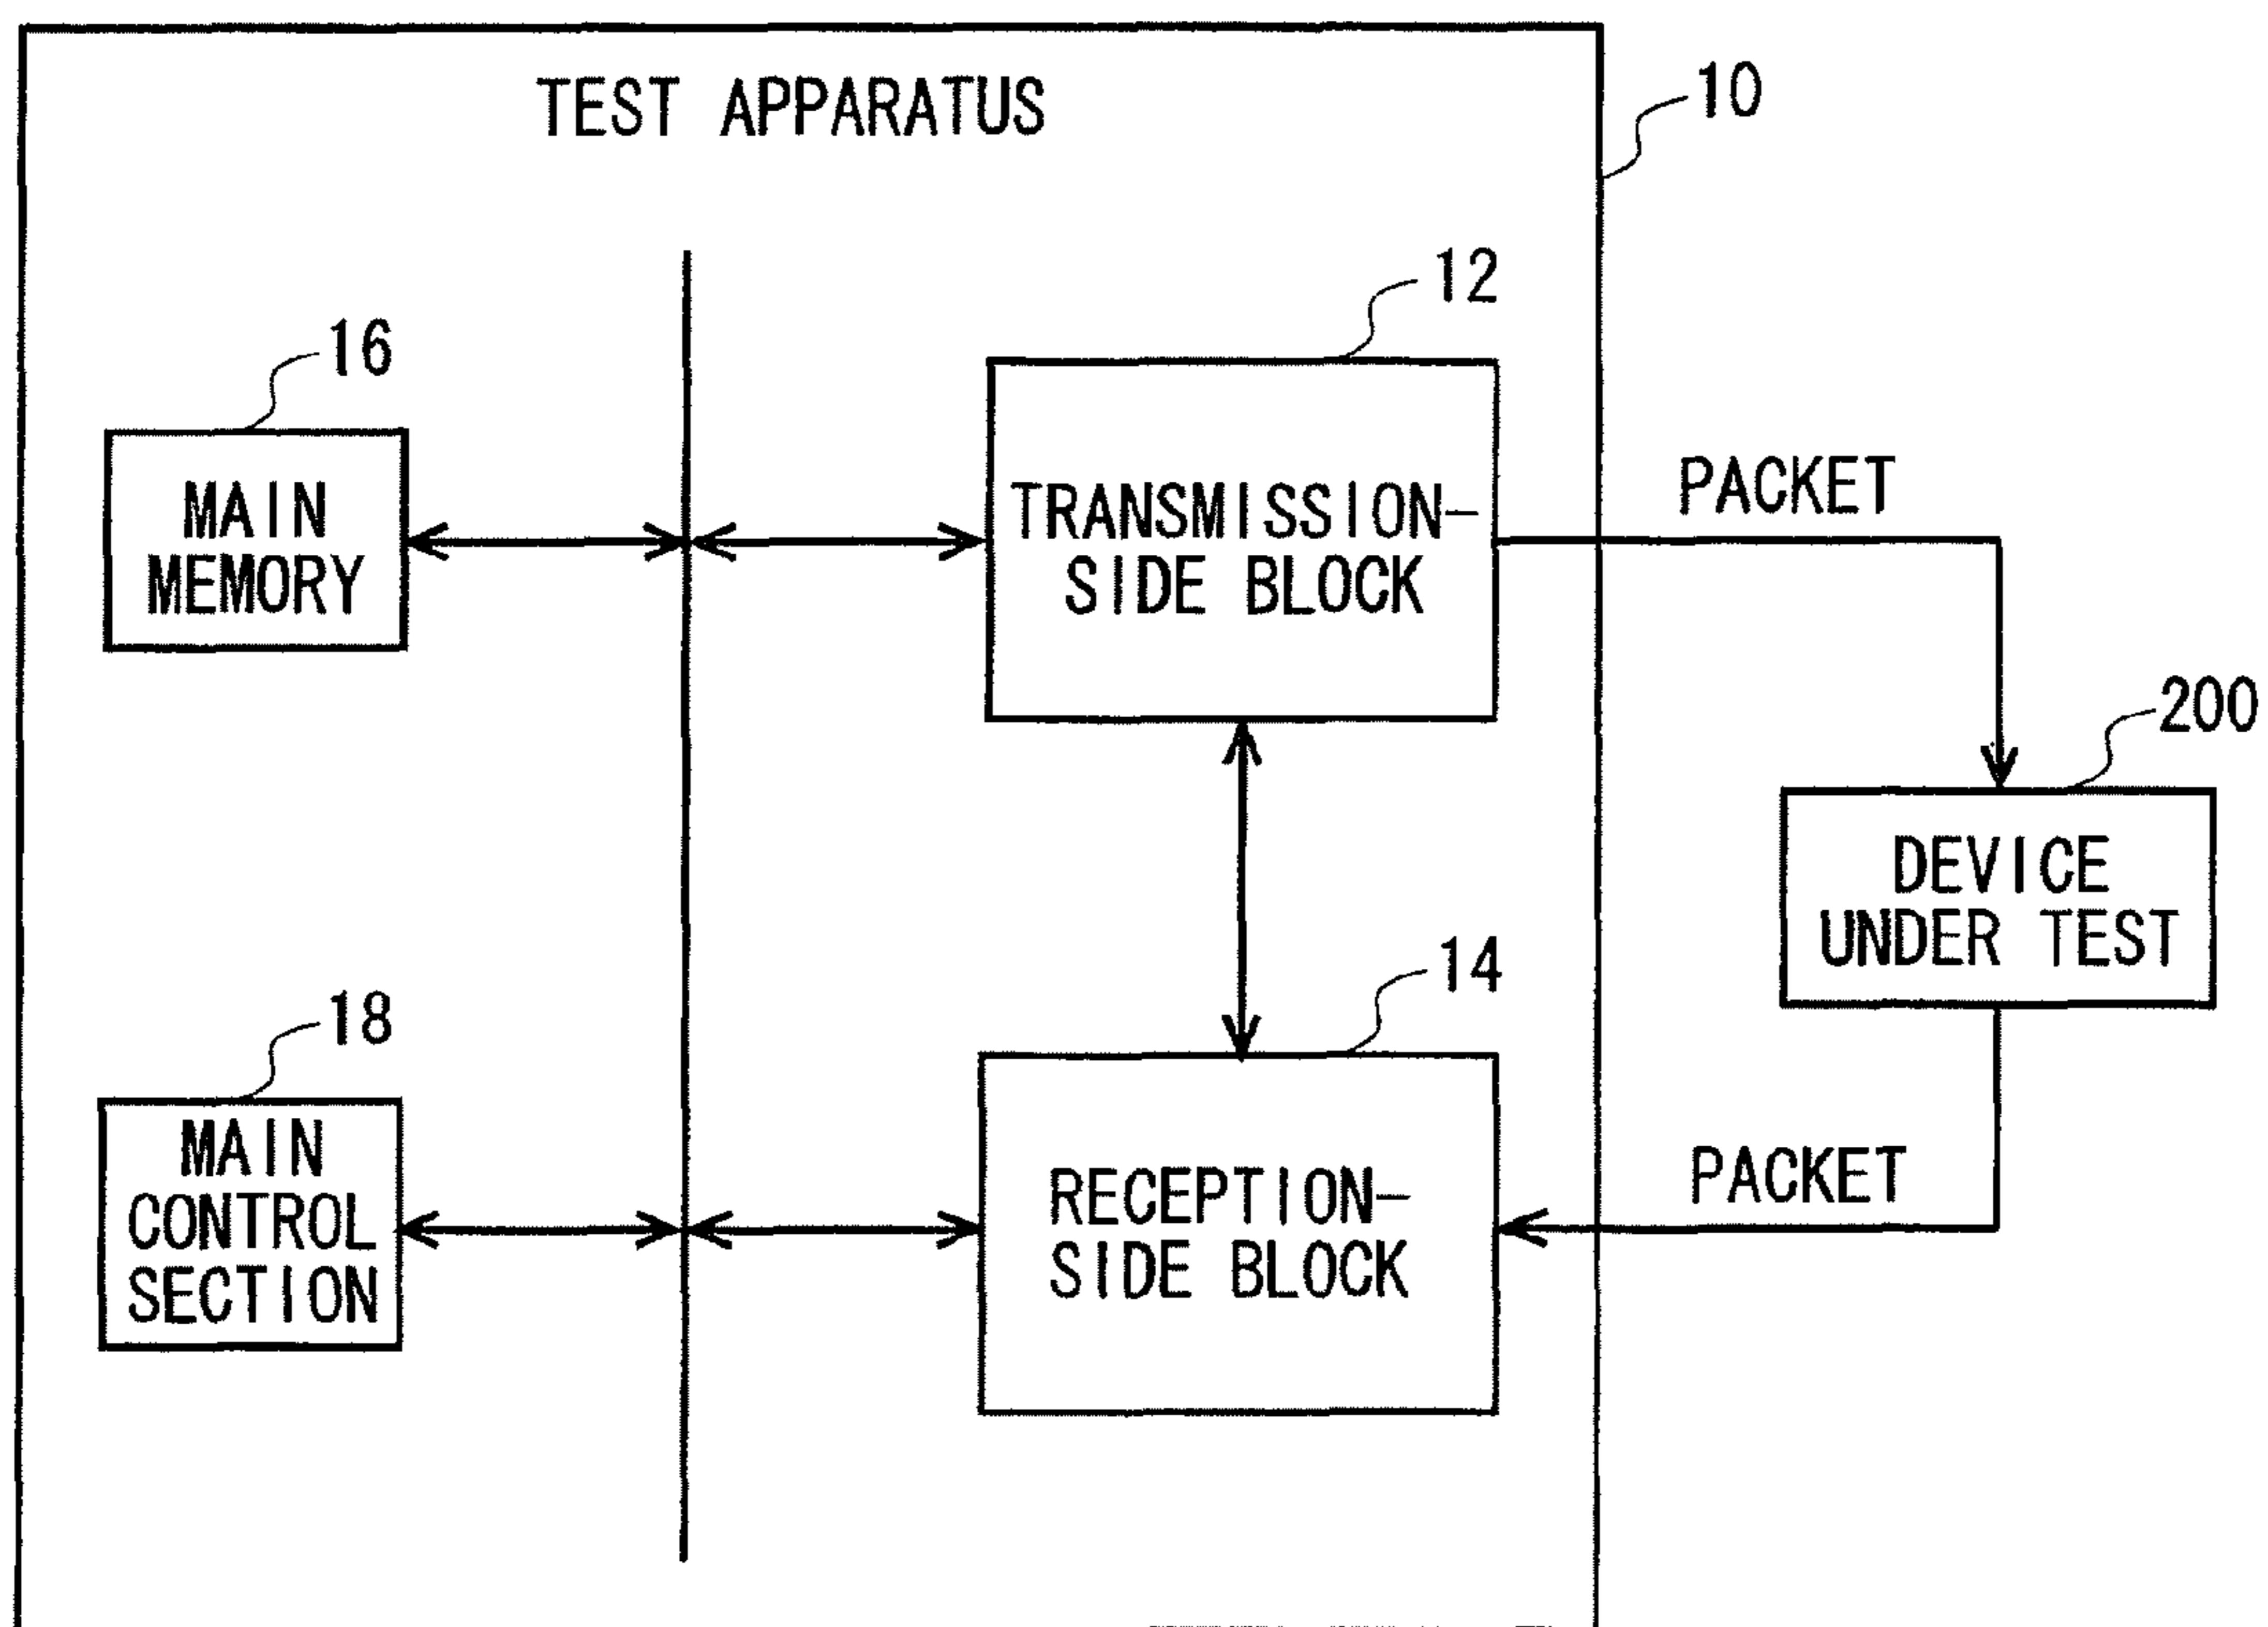 TEST APPARATUS
10
12
16
MAIN
MEMORY
TRANSMISSION-
SIDE BLOCK
PACKET
200
DEVICE
UNDER TEST
14
18
MAIN
CONTROL
SECTION
RECEPTION-
SIDE BLOCK
PACKET